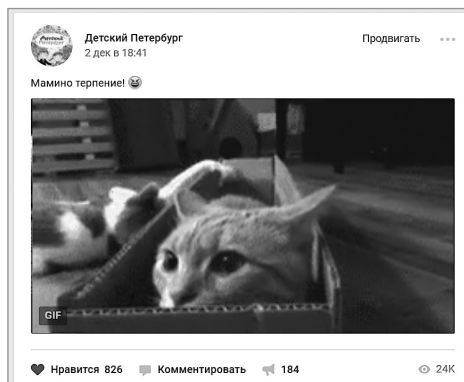 Детский Петербург
Продвигать
2 дек в 18:41
Мамино терпение! 😆
GIF
Нравится 826
Комментировать
184
24K